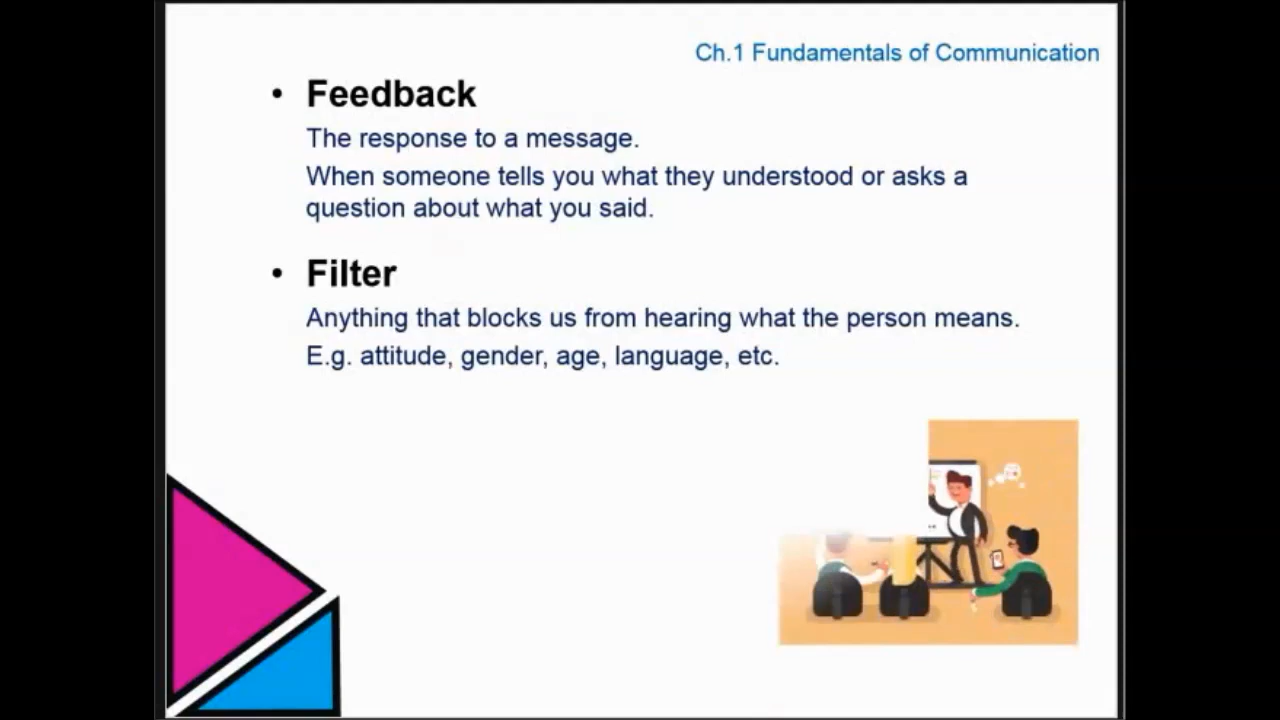 Ch.1 Fundamentals of Communication
• Feedback
The response to a message.
When someone tells you what they understood or asks a
question about what you said.
• Filter
Anything that blocks us from hearing what the person means.
E.g. attitude, gender, age, language, etc.